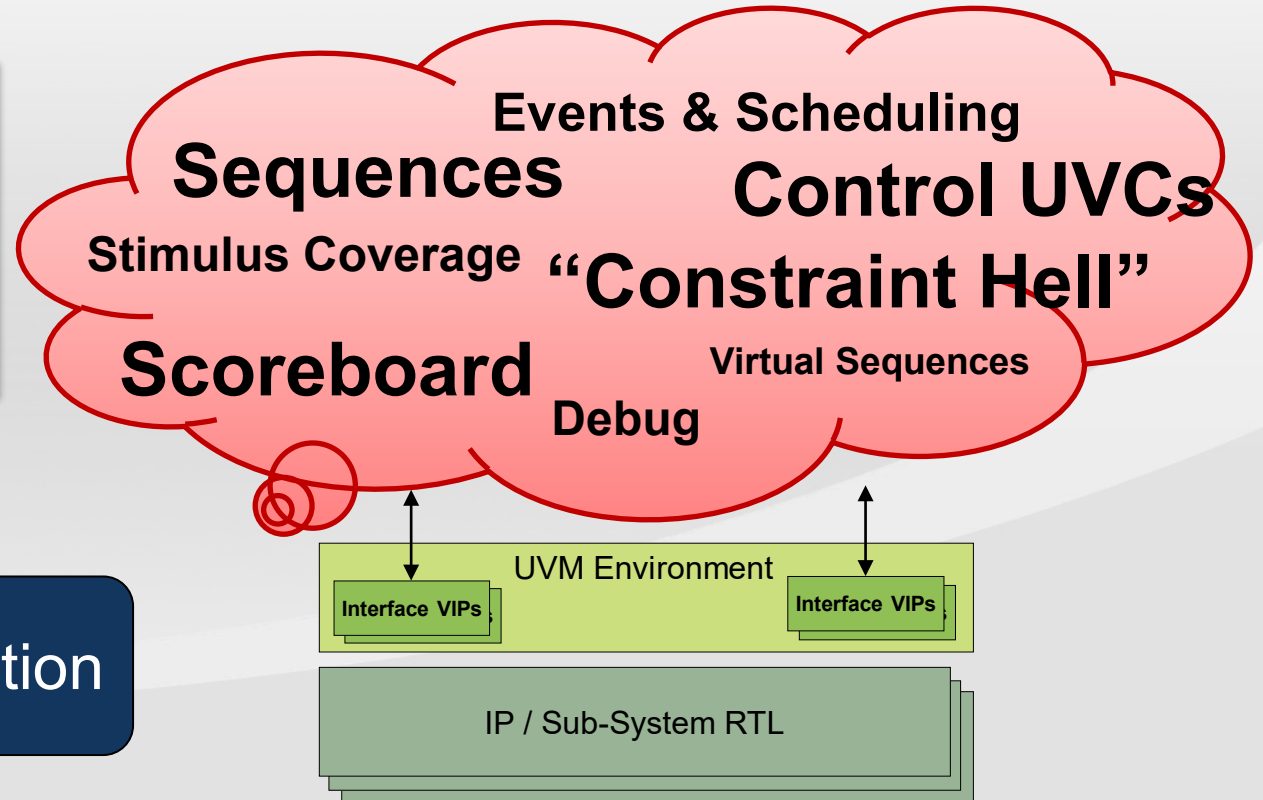 Events & Scheduling
Sequences
Control UVCs
Stimulus Coverage
“Constraint Hell”
Scoreboard
Virtual Sequences
Debug
UVM Environment
Interface VIPs
Interface VIPs
tion
IP / Sub-System RTL